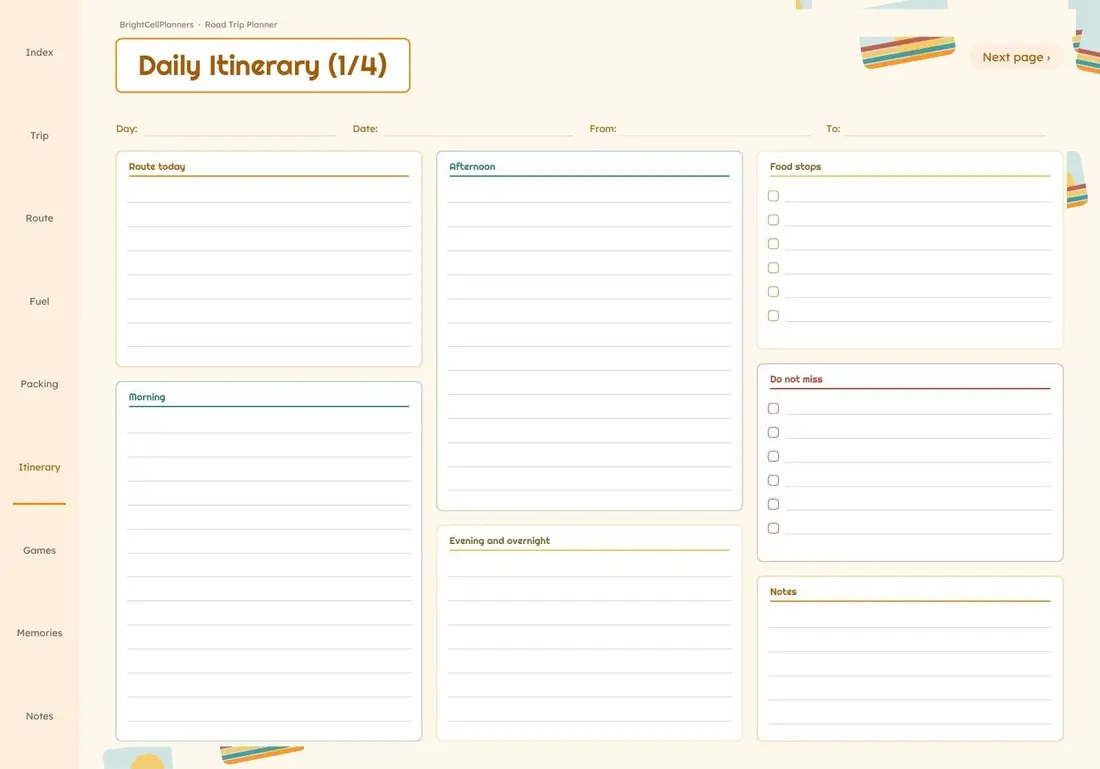 BrightCellPlanners · Road Trip Planner
Daily Itinerary (1/4)
Next page ›
Index
Trip
Route
Fuel
Packing
Itinerary
Games
Memories
Notes
Day:
Date:
From:
To:
Route today
Morning
Afternoon
Evening and overnight
Food stops
Do not miss
Notes